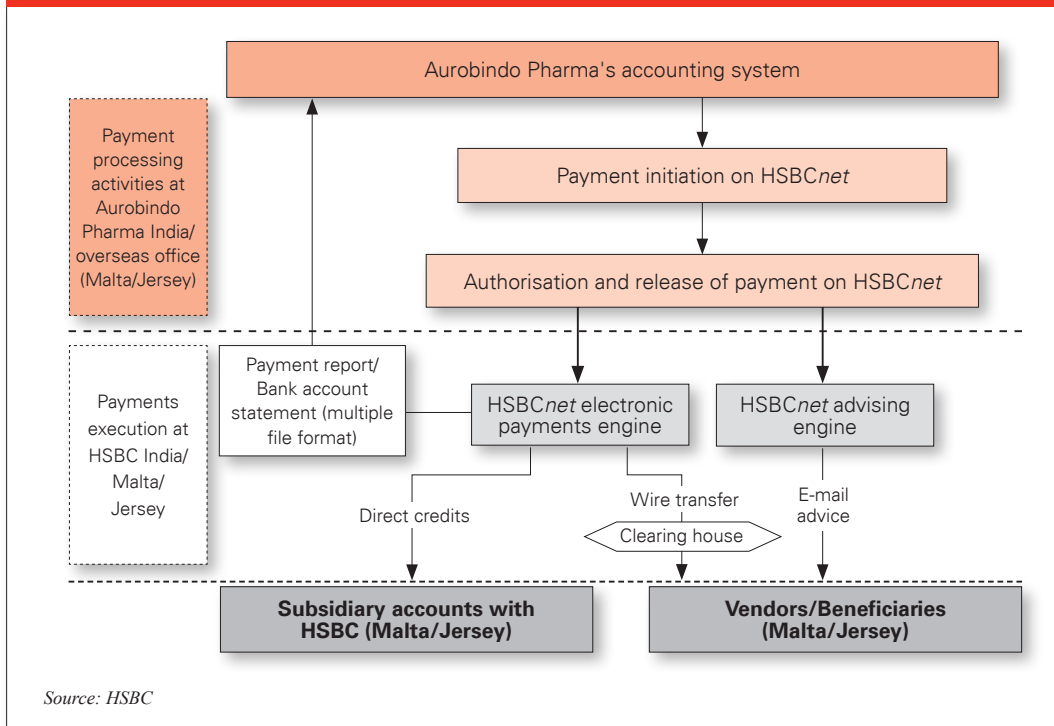 Aurobindo Pharma's accounting system
Payment
processing
activities at
Aurobindo
Pharma India/
overseas office
(Malta/Jersey)
Payment initiation on HSBCnet
Authorisation and release of payment on HSBCnet
Payments
execution at
HSBC India/
Malta/
Jersey
Payment report/
Bank account
statement (multiple
file format)
HSBCnet electronic
payments engine
HSBCnet advising
engine
Direct credits
Wire transfer
Clearing house
E-mail
advice
Subsidiary accounts with
HSBC (Malta/Jersey)
Vendors/Beneficiaries
(Malta/Jersey)
Source: HSBC